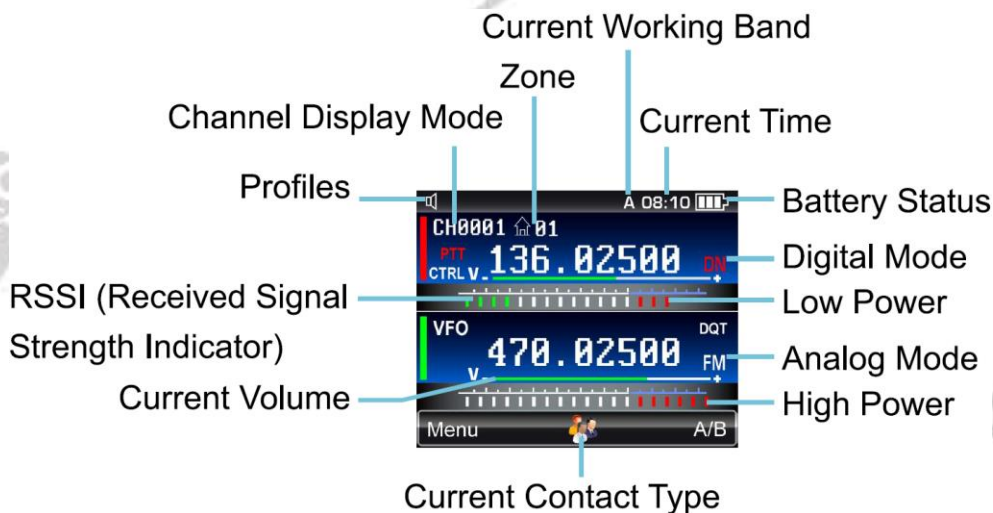 Current Working Band
Zone
Channel Display Mode
Current Time
Profiles
A 08:10
Battery Status
CH0001 01
PTT
136.02500
DN
Digital Mode
CTRL V - +
RSSI (Received Signal
Strength Indicator)
Low Power
VFO
DQT
470.02500
FM
Analog Mode
V - +
Current Volume
High Power
Menu
A/B
Current Contact Type